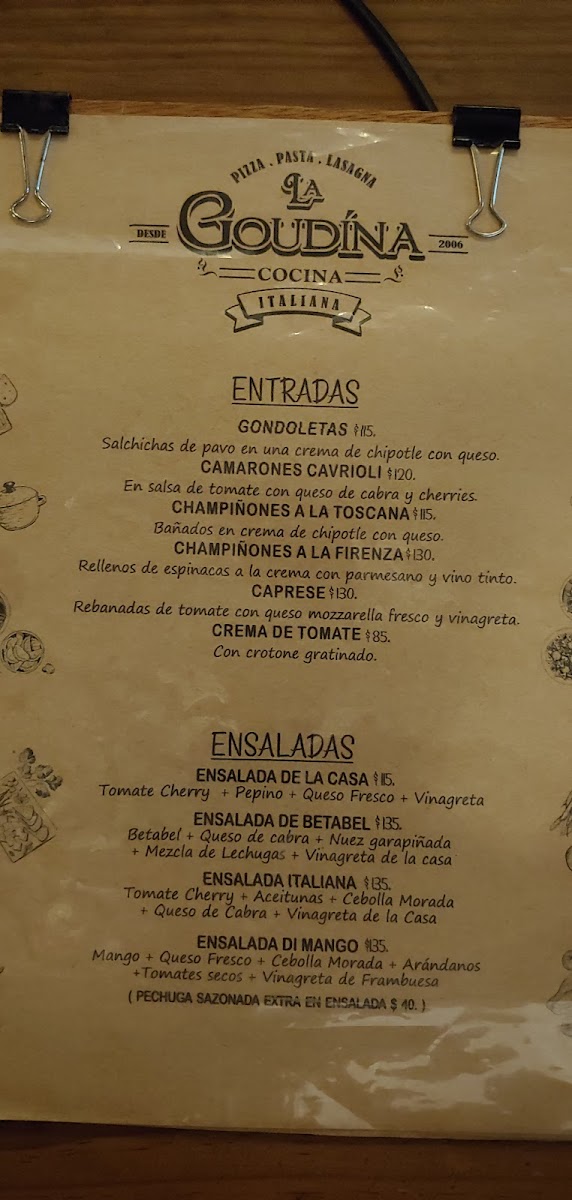 PIZZA . PASTA . LASAGNA
LA
DESDE GOUDÍNA 2006
COCINA
ITALIANA
ENTRADAS
GONDOLETAS $115.
Salchichas de pavo en una crema de chipotle con queso.
CAMARONES CAVRIOLI $120.
En salsa de tomate con queso de cabra y cherries.
CHAMPIÑONES A LA TOSCANA $115.
Bañados en crema de chipotle con queso.
CHAMPIÑONES A LA FIRENZA $130.
Rellenos de espinacas a la crema con parmesano y vino tinto.
CAPRESE $130.
Rebanadas de tomate con queso mozzarella fresco y vinagreta.
CREMA DE TOMATE $85.
Con crotone gratinado.
ENSALADAS
ENSALADA DE LA CASA $115.
Tomate Cherry + Pepino + Queso Fresco + Vinagreta
ENSALADA DE BETABEL $135.
Betabel + Queso de cabra + Nuez garapiñada
+ Mezcla de Lechugas + Vinagreta de la casa
ENSALADA ITALIANA $135.
Tomate Cherry + Aceitunas + Cebolla Morada
+ Queso de Cabra + Vinagreta de la Casa
ENSALADA DI MANGO $135.
Mango + Queso Fresco + Cebolla Morada + Arándanos
+Tomates secos + Vinagreta de Frambuesa
( PECHUGA SAZONADA EXTRA EN ENSALADA $ 40. )